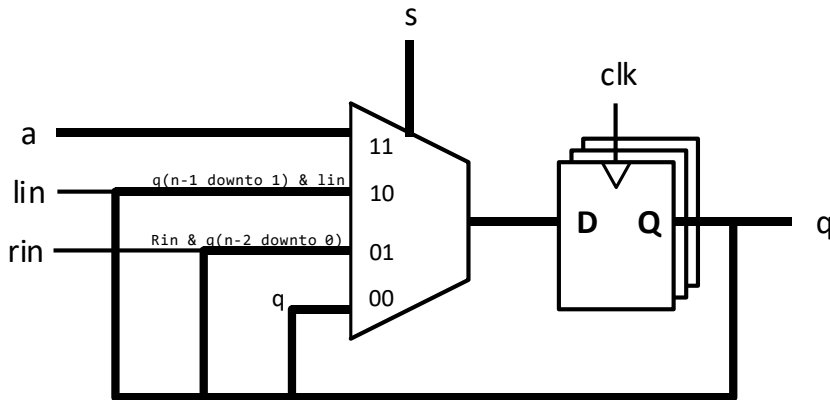 s
clk
a
11
q(n-1 downto 1) & lin
lin
10
D Q
q
Rin & q(n-2 downto 0)
rin
01
q
00